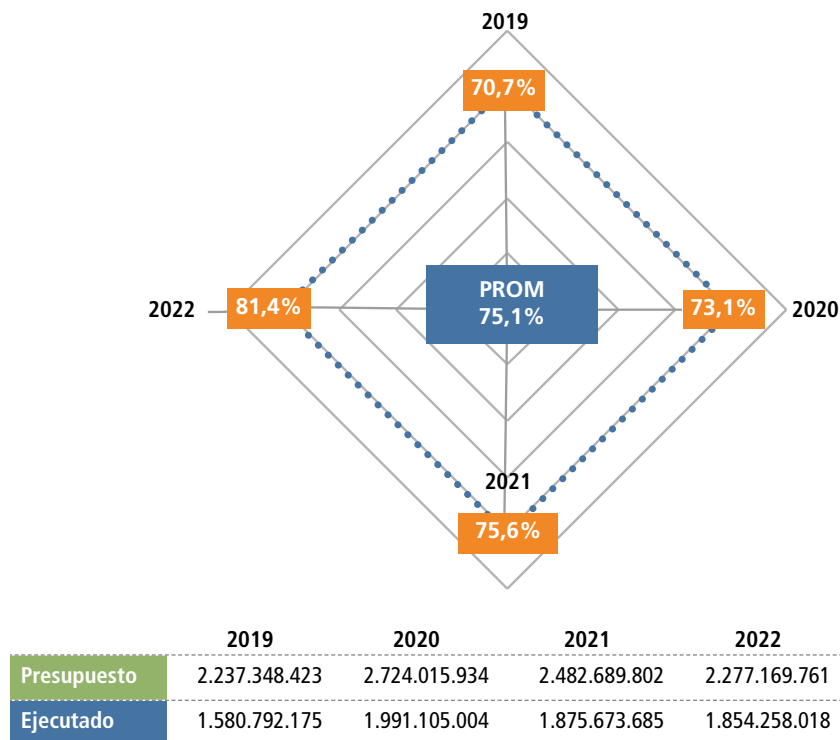 2019
70,7%
2022
81,4%
PROM
75,1%
73,1%
2020
2021
75,6%
2019 2020 2021 2022
Presupuesto 2.237.348.423 2.724.015.934 2.482.689.802 2.277.169.761
Ejecutado 1.580.792.175 1.991.105.004 1.875.673.685 1.854.258.018